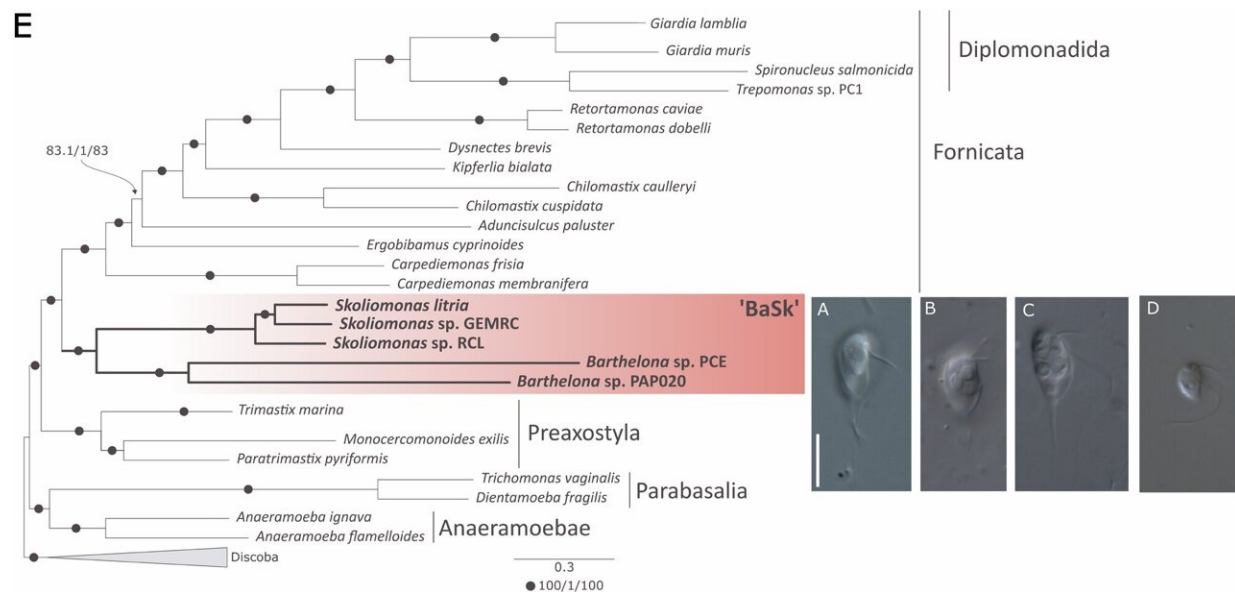 E
Giardia lamblia
Giardia muris
Diplomonadida
Spironucleus salmonicida
Trepomonas sp. PC1
Retortamonas caviae
Retortamonas dobelli
83.1/1/83
Dysnectes brevis
Fornicata
Kipferlia bialata
Chilomastix caulleryi
Chilomastix cuspidata
Aduncisulcus paluster
Ergobibamus cyprinoides
Carpediemonas frisia
Carpediemonas membranifera
Skoliomonas litria
'BaSk'
Skoliomonas sp. GEMRC
Skoliomonas sp. RCL
Barthelona sp. PCE
Barthelona sp. PAP020
A
B
C
D
Trimastix marina
Preaxostyla
Monocercomonoides exilis
Paratrimastix pyriformis
Trichomonas vaginalis
Parabasalia
Dientamoeba fragilis
Anaeramoeba ignava
Anaeramoebae
Anaeramoeba flamelloides
Discoba
0.3
100/1/100